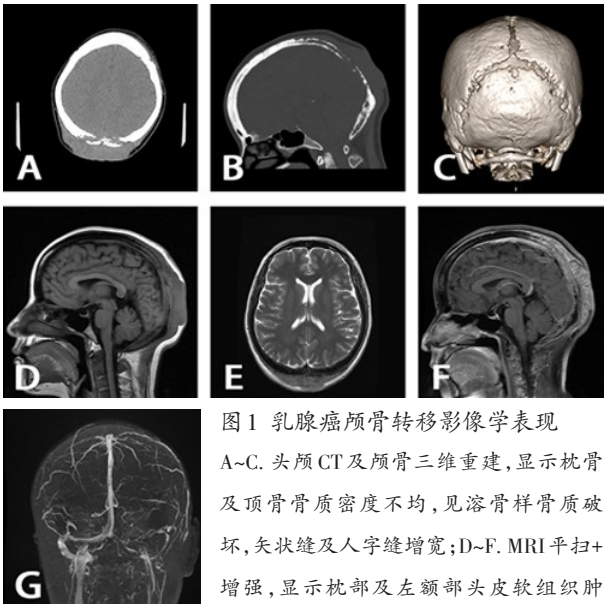 A
B
C
D
E
F
G
图1 乳腺癌颅骨转移影像学表现
A~C. 头颅CT及颅骨三维重建,显示枕骨
及顶骨骨质密度不均,见溶骨样骨质破
坏,矢状缝及人字缝增宽;D~F. MRI平扫+
增强,显示枕部及左额部头皮软组织肿